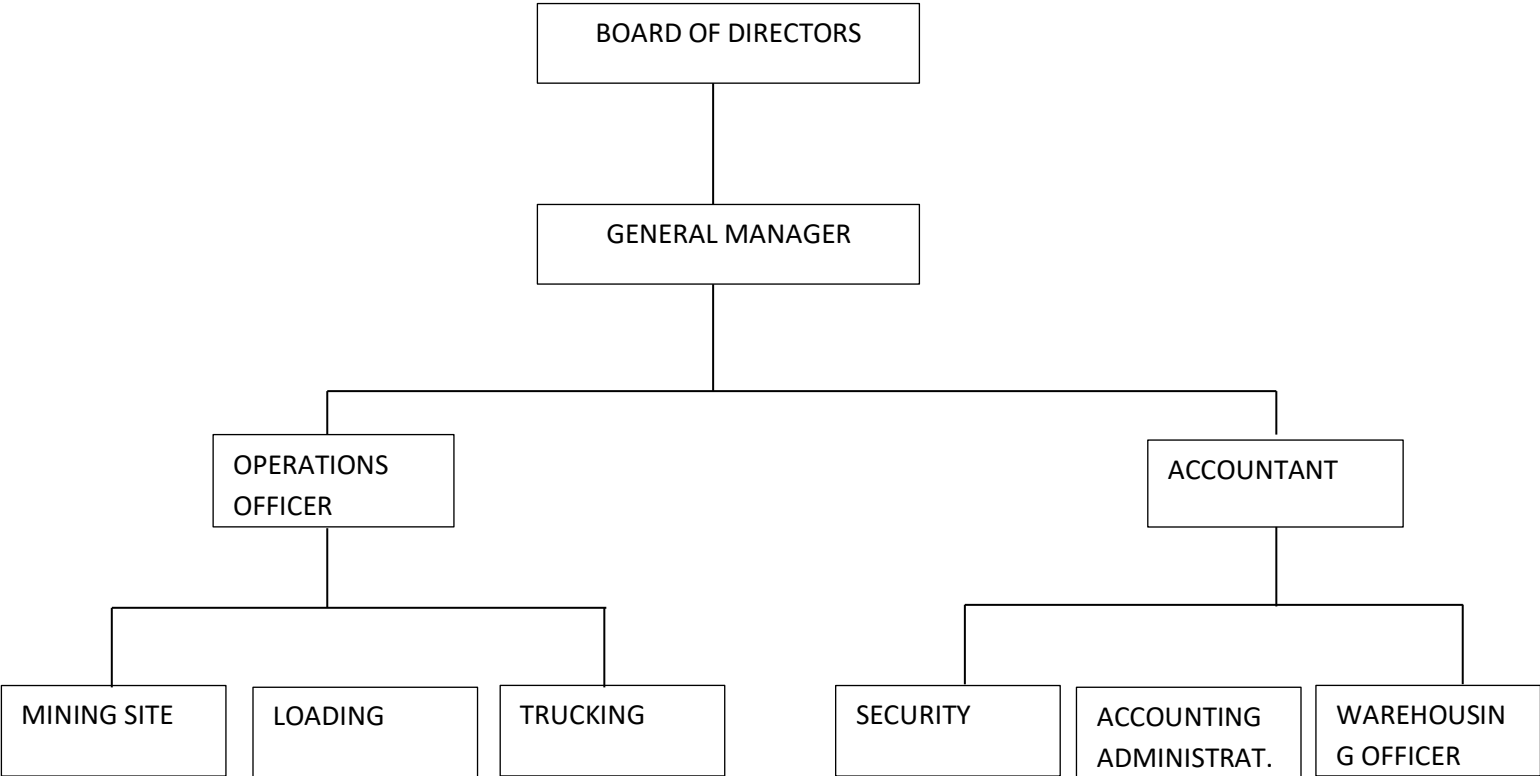 BOARD OF DIRECTORS
GENERAL MANAGER
OPERATIONS
OFFICER
ACCOUNTANT
MINING SITE
LOADING
TRUCKING
SECURITY
ACCOUNTING
ADMINISTRAT.
WAREHOUSIN
G OFFICER